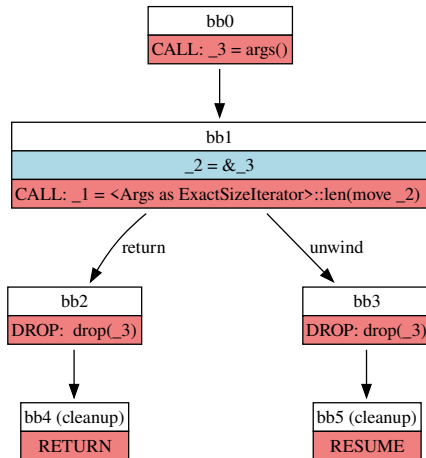 bb0
CALL: _3 = args()
bb1
_2 = &_3
CALL: _1 = <Args as ExactSizeIterator>::len(move _2)
return
unwind
bb2
DROP: drop(_3)
bb3
DROP: drop(_3)
bb4 (cleanup)
RETURN
bb5 (cleanup)
RESUME